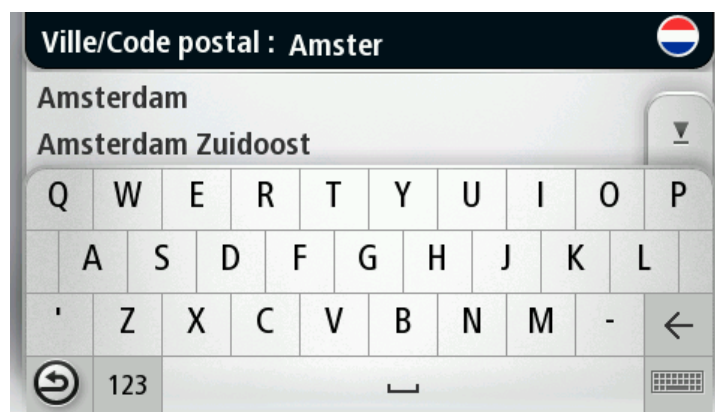 Ville/Code postal : Amster
Amsterdam
Amsterdam Zuidoost
Q W E R T Y U I O P
A S D F G H J K L
' Z X C V B N M -
123